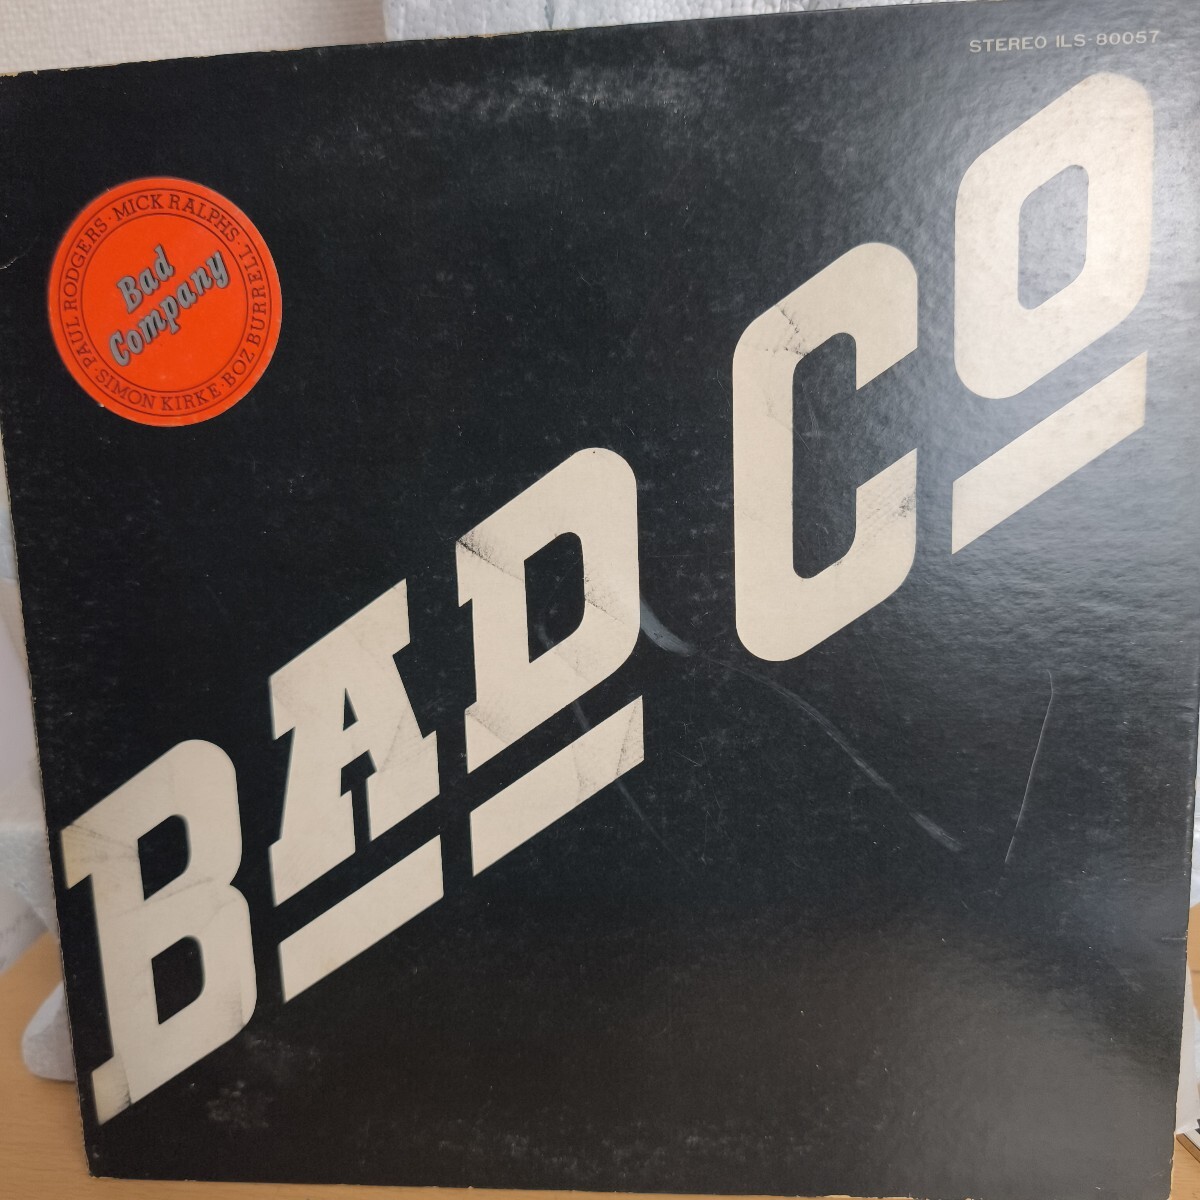 STEREO ILS-80057
PAUL RODGERS · MICK RALPHS · BOZ BURRELL · SIMON KIRKE ·
Bad
Company
BAD CO